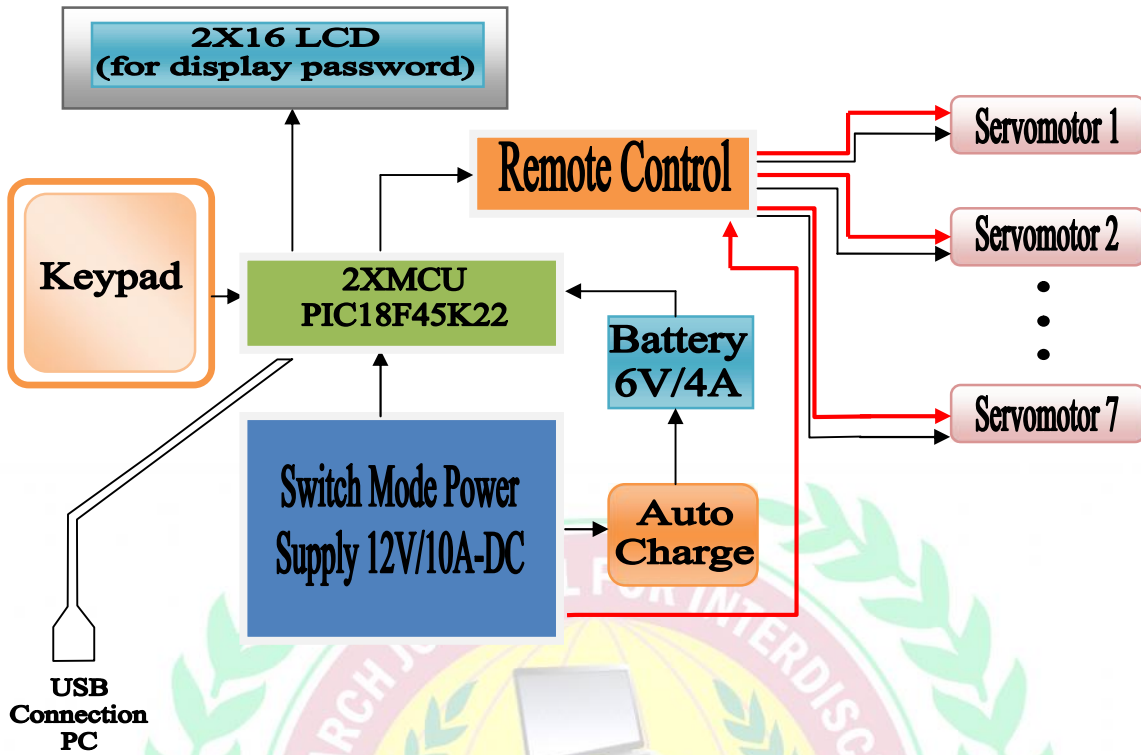 2X16 LCD
(for display password)
Remote Control
Servomotor 1
Servomotor 2
Servomotor 7
Keypad
2XMCU
PIC18F45K22
Battery
6V/4A
Switch Mode Power
Supply 12V/10A-DC
Auto
Charge
USB
Connection
PC